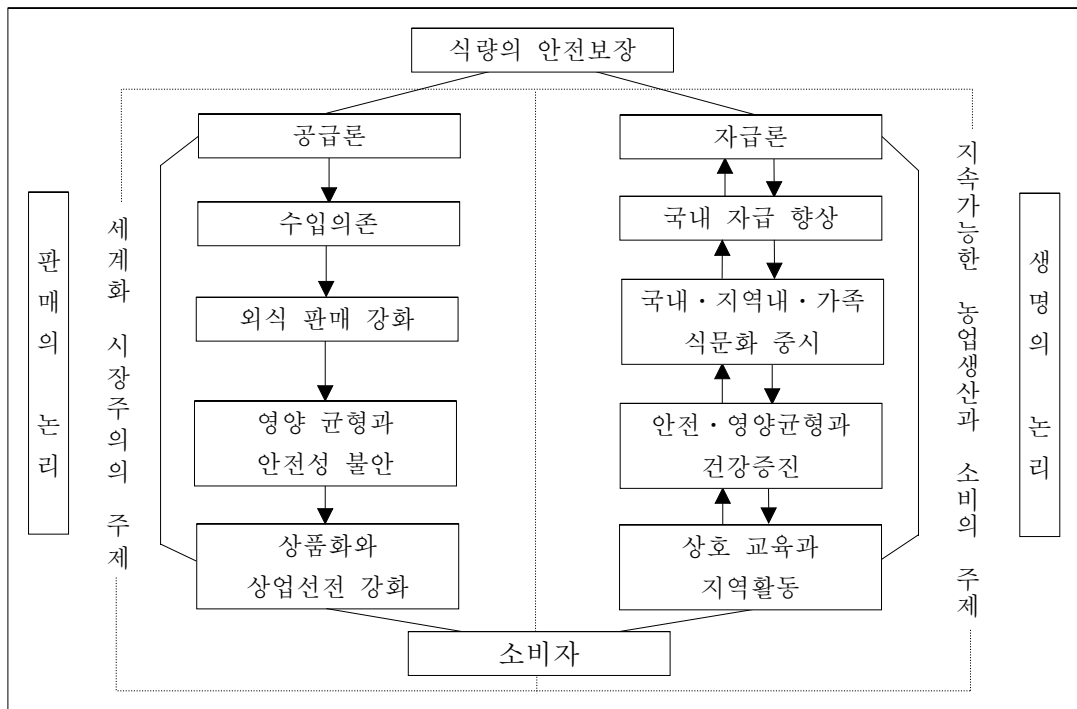 식량의 안전보장
공급론
수입의존
외식 판매 강화
영양 균형과
안전성 불안
상품화와
상업선전 강화
자급론
국내 자급 향상
국내·지역내·가족
식문화 중시
안전·영양균형과
건강증진
상호 교육과
지역활동
소비자
판매의 논리
세계화 시장주의의 주제
지속가능한 농업생산과 소비의 주제
생명의 논리